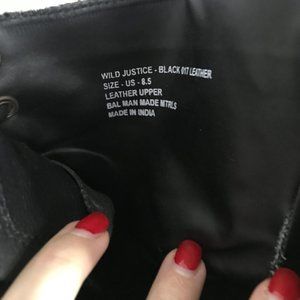 WILD JUSTICE - BLACK 017 LEATHER
SIZE - US - 8.5
LEATHER UPPER
BAL MAN MADE MTRLS
MADE IN INDIA